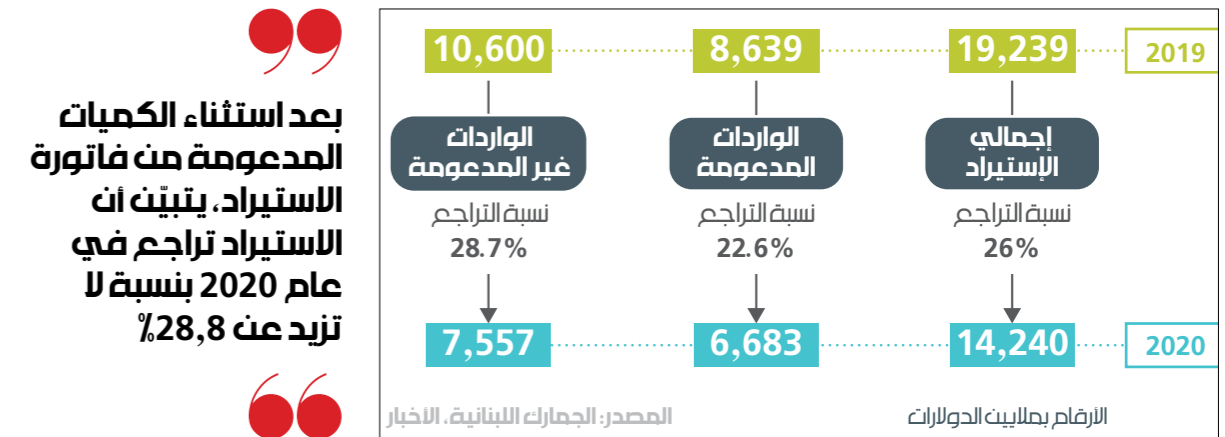 2019
19,239
8,639
10,600
إجمالي
الإستيراد
الواردات
المدعومة
الواردات
غير المدعومة
نسبة التراجع
26%
نسبة التراجع
22.6%
نسبة التراجع
28.7%
2020
14,240
6,683
7,557
الأرقام بملايين الدولارات
المصدر: الجمارك اللبنانية، الأخبار
بعد استثناء الكميات
المدعومة من فاتورة
الاستيراد، يتبيّن أن
الاستيراد تراجع في
عام 2020 بنسبة لا
تزيد عن 28,8%